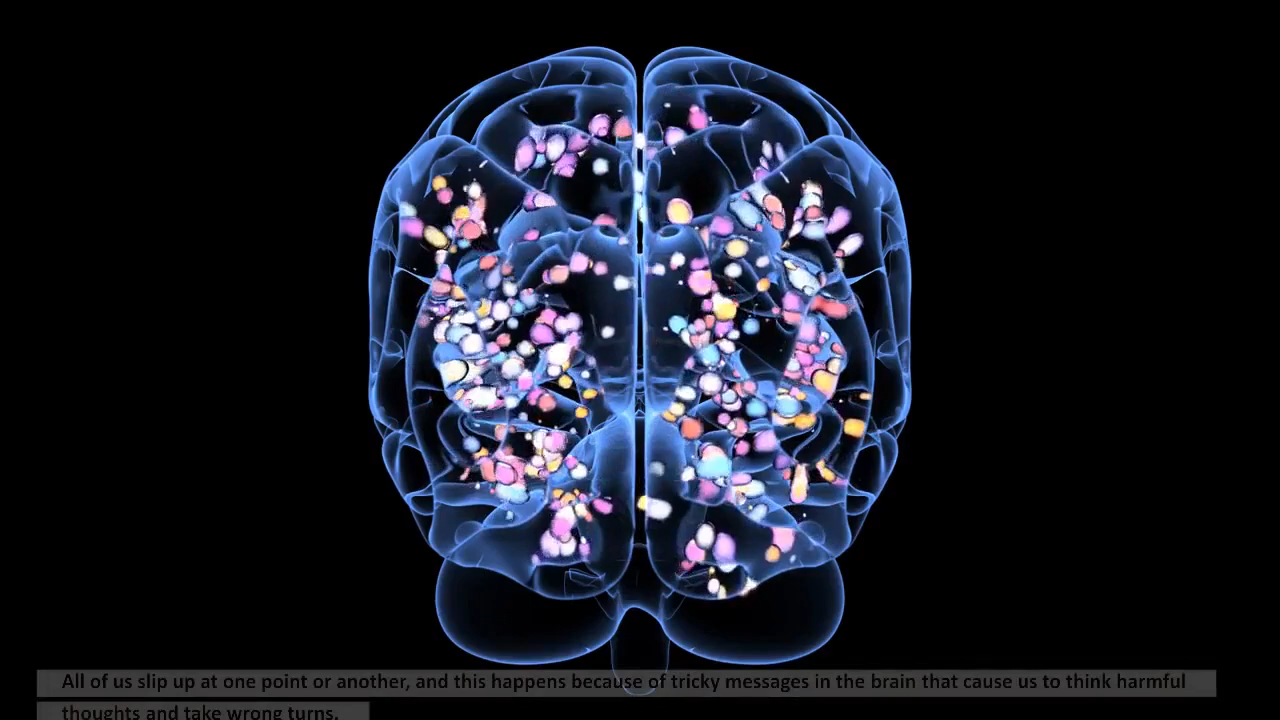 All of us slip up at one point or another, and this happens because of tricky messages in the brain that cause us to think harmful
thoughts and take wrong turns.